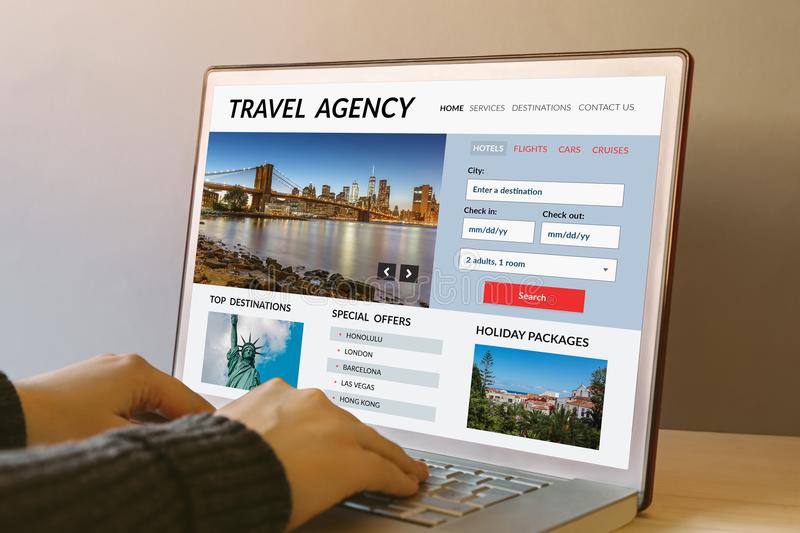 TRAVEL AGENCY
HOME SERVICES DESTINATIONS CONTACT US
HOTELS FLIGHTS CARS CRUISES
City:
Enter a destination
Check in: Check out:
mm/dd/yy mm/dd/yy
2 adults, 1 room
Search
TOP DESTINATIONS
SPECIAL OFFERS
HONOLULU
LONDON
BARCELONA
LAS VEGAS
HONG KONG
HOLIDAY PACKAGES
dreamstime